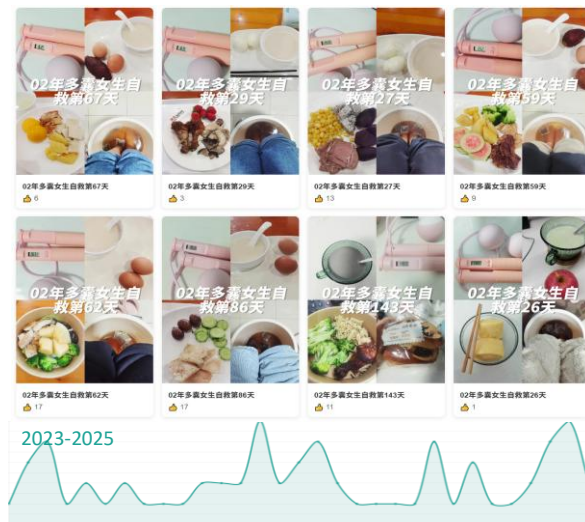 02年多囊女生自
救第67天
02年多囊女生自
救第29天
02年多囊女生自
救第27天
02年多囊女生自
救第59天
02年多囊女生自救第67天
6
02年多囊女生自救第29天
3
02年多囊女生自救第27天
13
02年多囊女生自救第59天
9
02年多囊女生自
救第62天
02年多囊女生自
救第86天
02年多囊女生自
救第143天
02年多囊女生自
救第26天
02年多囊女生自救第62天
17
02年多囊女生自救第86天
17
02年多囊女生自救第143天
11
02年多囊女生自救第26天
1
2023-2025